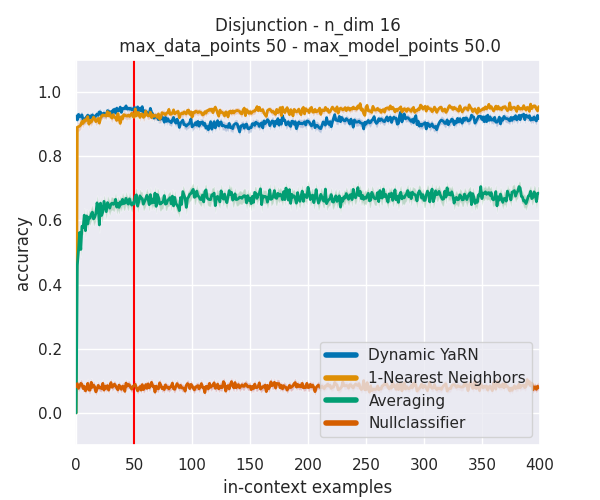 Disjunction - n_dim 16
max_data_points 50 - max_model_points 50.0
accuracy
1.0
0.8
0.6
0.4
0.2
0.0
Dynamic YaRN
1-Nearest Neighbors
Averaging
Nullclassifier
0 50 100 150 200 250 300 350 400
in-context examples